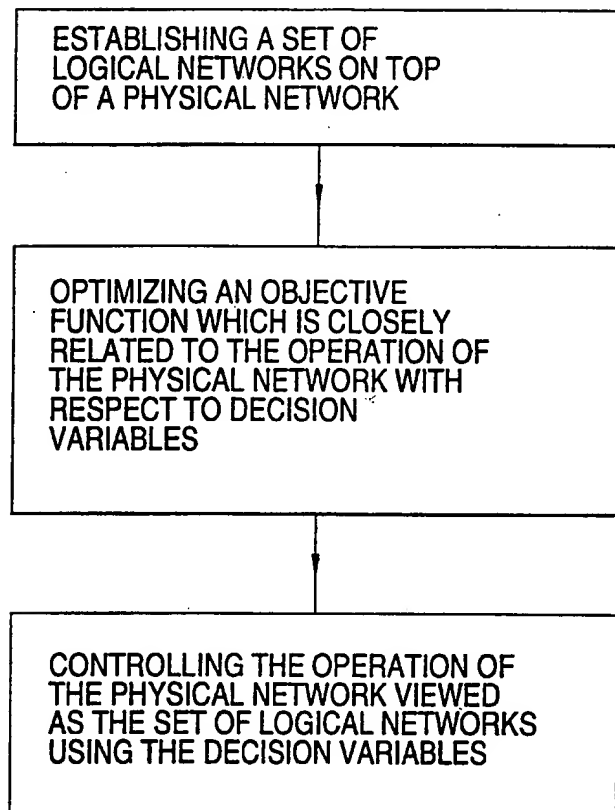 ESTABLISHING A SET OF
LOGICAL NETWORKS ON TOP
OF A PHYSICAL NETWORK
OPTIMIZING AN OBJECTIVE
FUNCTION WHICH IS CLOSELY
RELATED TO THE OPERATION OF
THE PHYSICAL NETWORK WITH
RESPECT TO DECISION
VARIABLES
CONTROLLING THE OPERATION OF
THE PHYSICAL NETWORK VIEWED
AS THE SET OF LOGICAL NETWORKS
USING THE DECISION VARIABLES